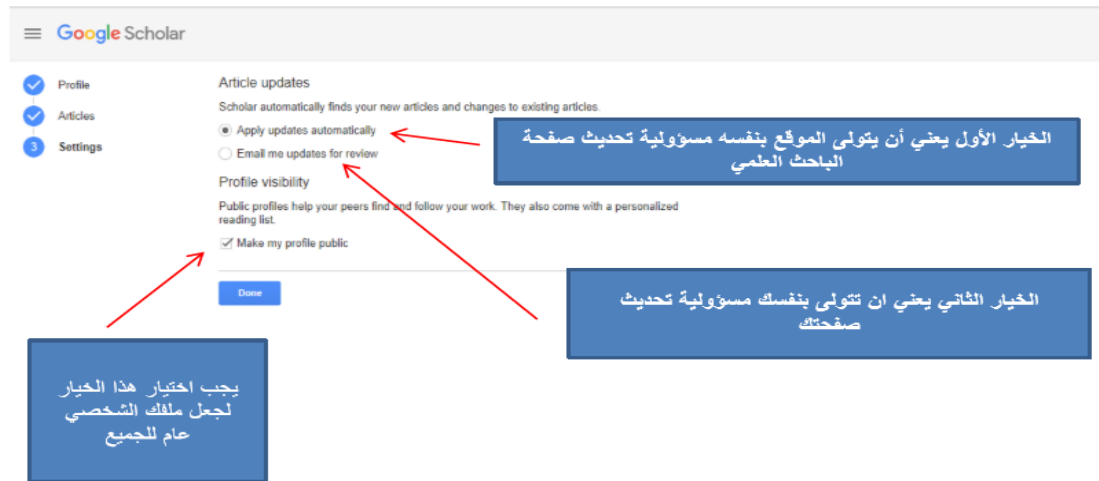 Google Scholar
Profile
Articles
3 Settings
Article updates
Scholar automatically finds your new articles and changes to existing articles.
Apply updates automatically
Email me updates for review
Profile visibility
Public profiles help your peers find and follow your work. They also come with a personalized
reading list.
Make my profile public
Done
الخيار الأول يعني أن يتولى الموقع بنفسه مسؤولية تحديث صفحة
الباحث العلمي
الخيار الثاني يعني ان تتولى بنفسك مسؤولية تحديث
صفحتك
يجب اختيار هذا الخيار
لجعل ملفك الشخصي
عام للجميع